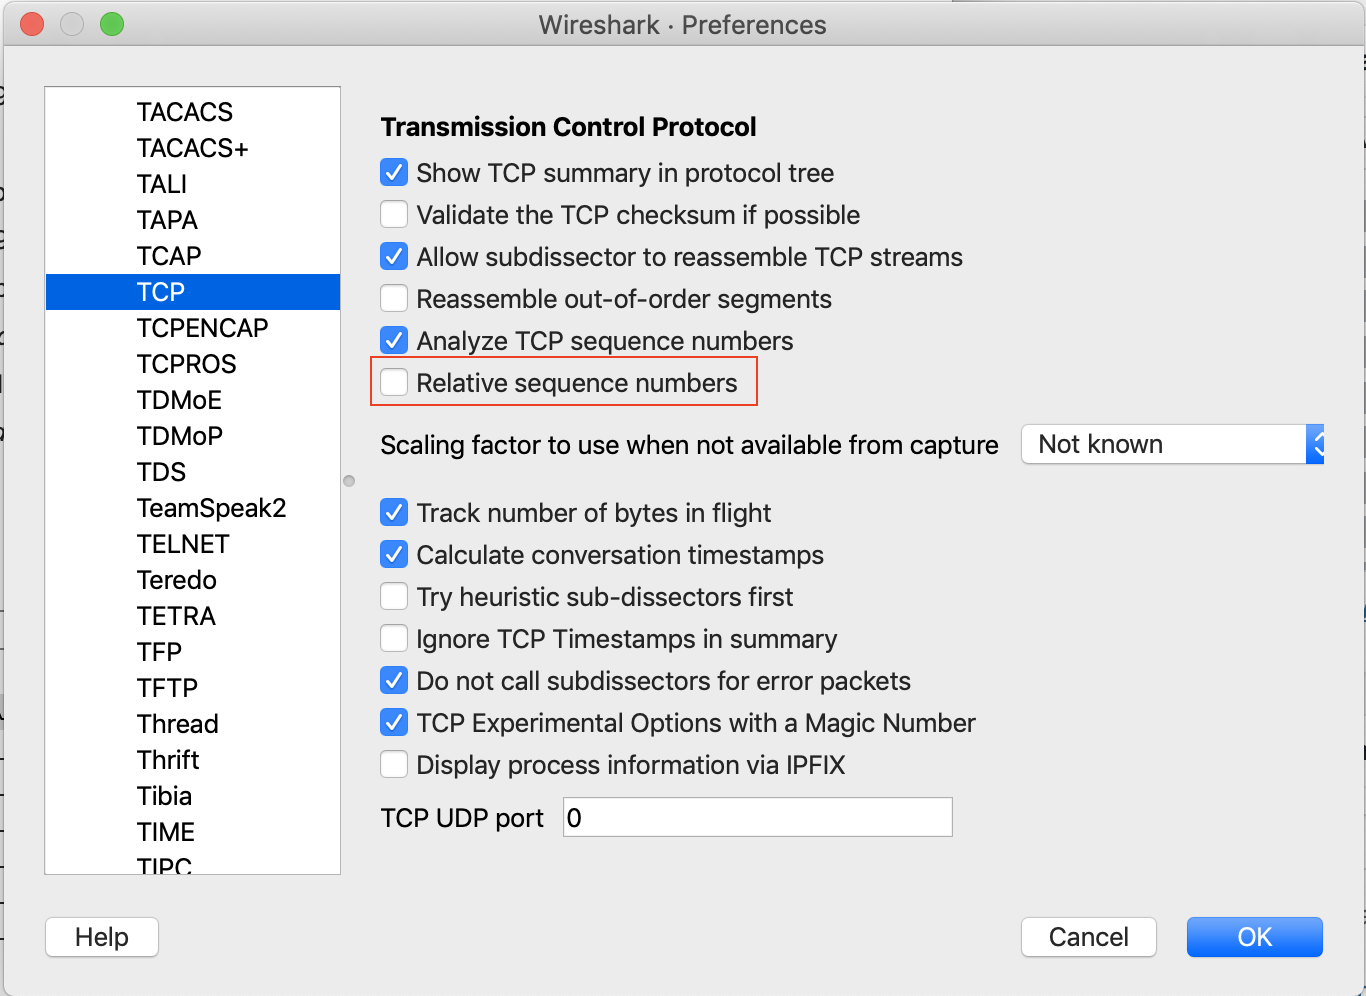 Wireshark · Preferences
TACACS
TACACS+
TALI
TAPA
TCAP
TCP
TCPENCAP
TCPROS
TDMoE
TDMoP
TDS
TeamSpeak2
TELNET
Teredo
TETRA
TFP
TFTP
Thread
Thrift
Tibia
TIME
TIPC
Transmission Control Protocol
Show TCP summary in protocol tree
Validate the TCP checksum if possible
Allow subdissector to reassemble TCP streams
Reassemble out-of-order segments
Analyze TCP sequence numbers
Relative sequence numbers
Scaling factor to use when not available from capture Not known
Track number of bytes in flight
Calculate conversation timestamps
Try heuristic sub-dissectors first
Ignore TCP Timestamps in summary
Do not call subdissectors for error packets
TCP Experimental Options with a Magic Number
Display process information via IPFIX
TCP UDP port 0
Help Cancel OK